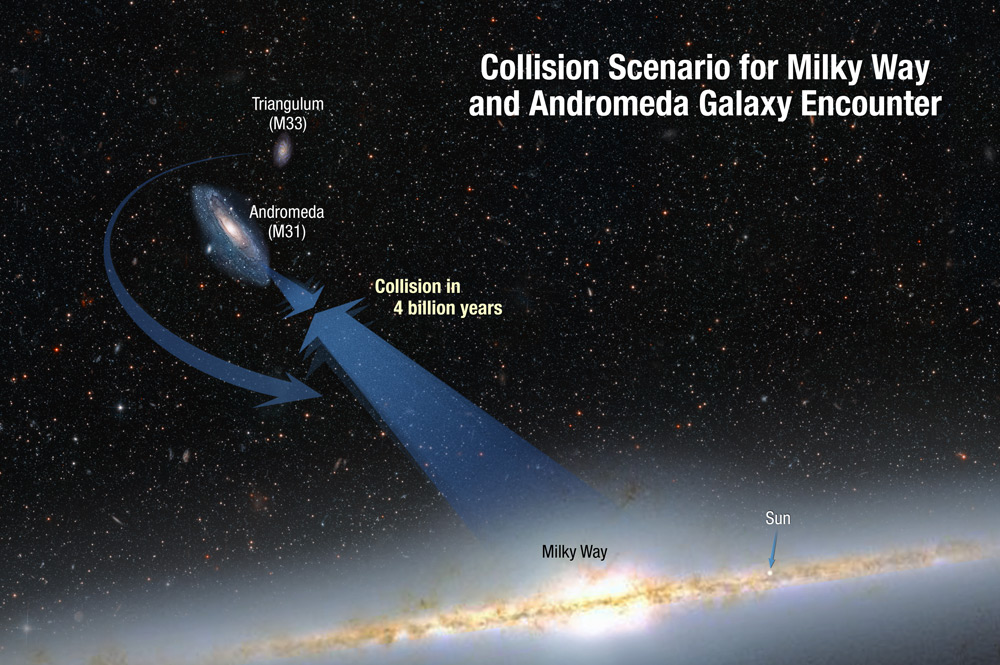 Collision Scenario for Milky Way
and Andromeda Galaxy Encounter
Triangulum
(M33)
Andromeda
(M31)
Collision in
4 billion years
Sun
Milky Way